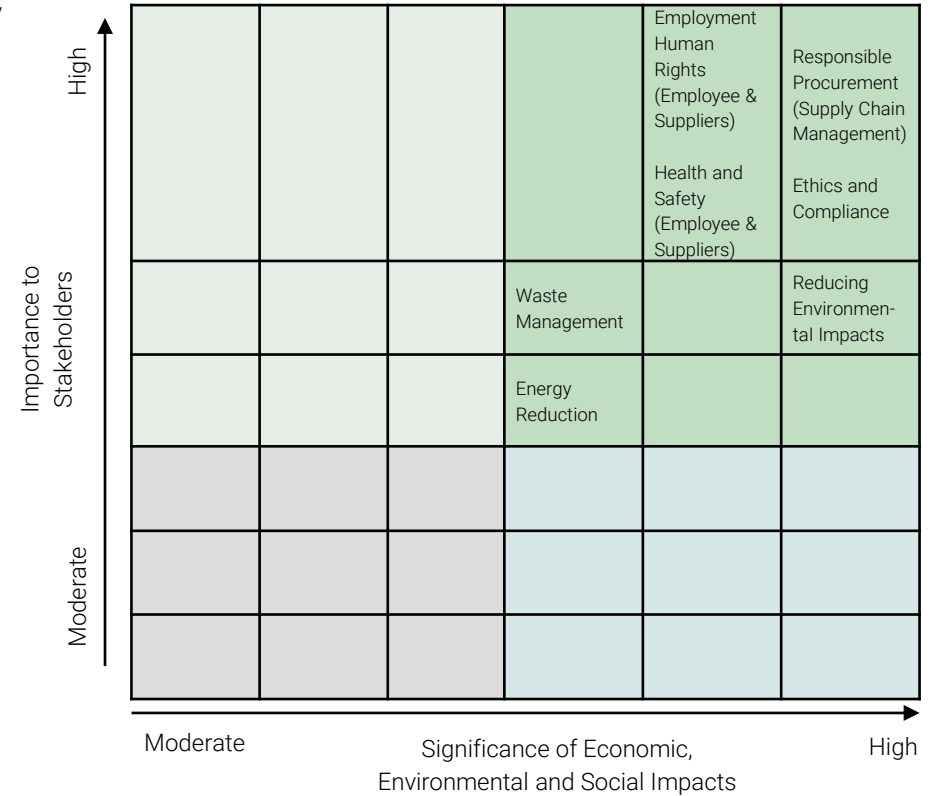 High
Importance to
Stakeholders
Moderate
Employment
Human
Rights
(Employee &
Suppliers)
Health and
Safety
(Employee &
Suppliers)
Responsible
Procurement
(Supply Chain
Management)
Ethics and
Compliance
Waste
Management
Reducing
Environmen-
tal Impacts
Energy
Reduction
Moderate
Significance of Economic,
Environmental and Social Impacts
High